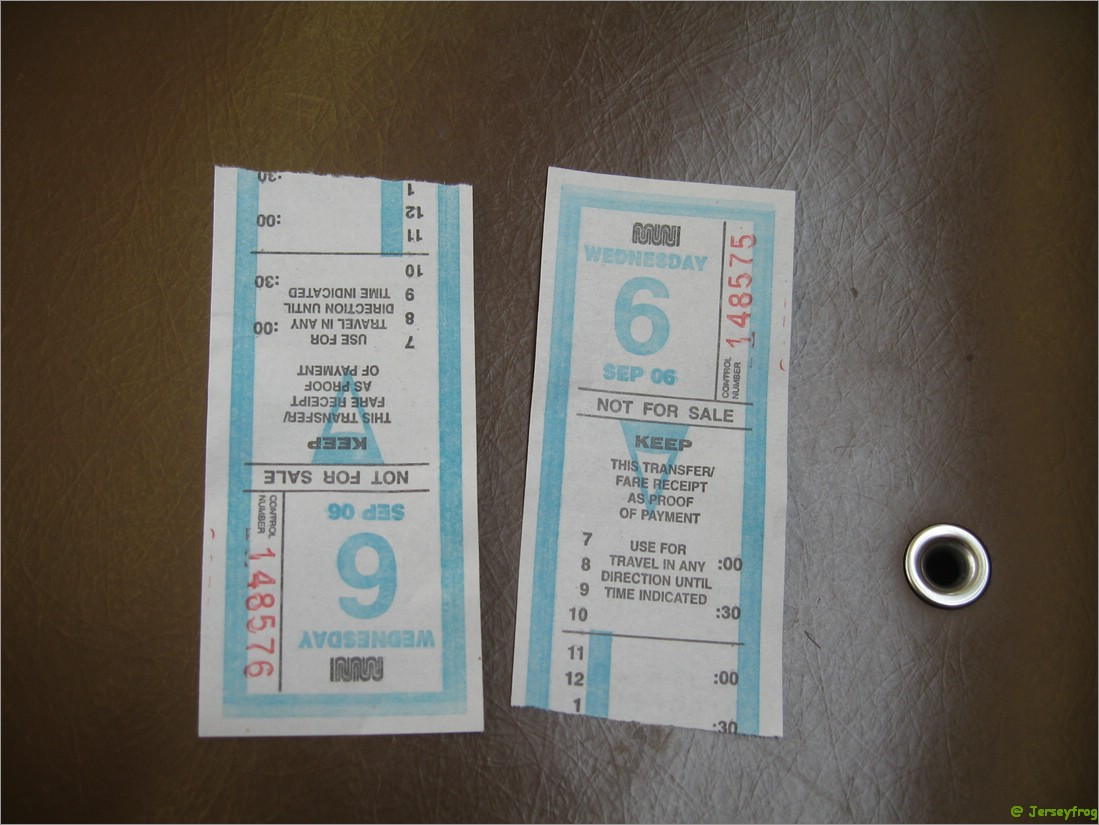 MUNI
WEDNESDAY
6
SEP 06
CONTROL
NUMBER
148576
NOT FOR SALE
KEEP
THIS TRANSFER/
FARE RECEIPT
AS PROOF
OF PAYMENT
A
7 USE FOR
8 TRAVEL IN ANY :00
9 DIRECTION UNTIL
10 TIME INDICATED :30
11
12 :00
1 :30
MUNI
WEDNESDAY
6
SEP 06
CONTROL
NUMBER
148575
NOT FOR SALE
KEEP
THIS TRANSFER/
FARE RECEIPT
AS PROOF
OF PAYMENT
A
7 USE FOR
8 TRAVEL IN ANY :00
9 DIRECTION UNTIL
10 TIME INDICATED :30
11
12 :00
1 :30
@ Jerseyfrog